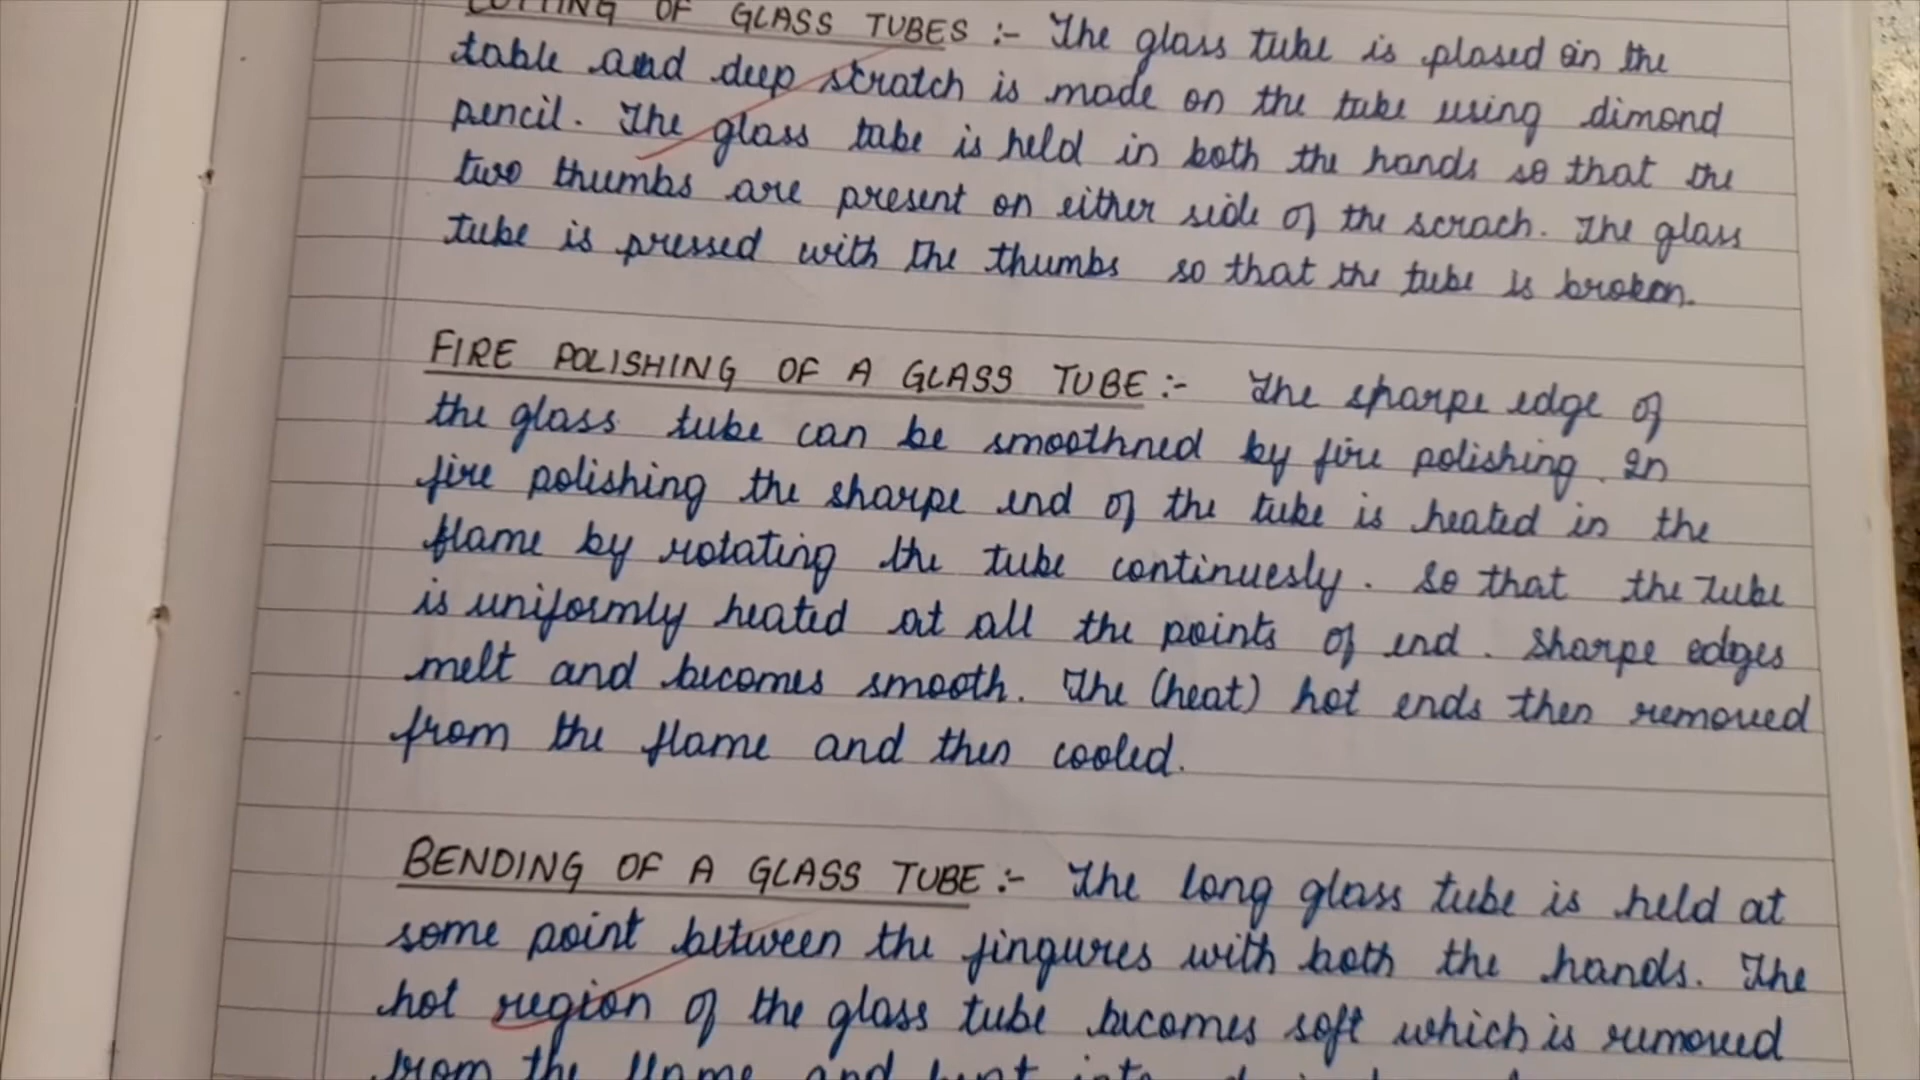 CUTTING OF GLASS TUBES :- The glass tube is plased in the
table and deep scratch is made on the tube using dimond
pencil. The glass tube is held in both the hands so that the
two thumbs are present on either side of the scrach. The glass
tube is pressed with the thumbs so that the tube is broken.
FIRE POLISHING OF A GLASS TUBE :- The sharpe edge of
the glass tube can be smoothned by fire polishing. In
fire polishing the sharpe end of the tube is heated in the
flame by rotating the tube continuesly. So that the tube
is uniformly heated at all the points of end. Sharpe edges
melt and becomes smooth. The (heat) hot ends then removed
from the flame and then cooled.
BENDING OF A GLASS TUBE :- The long glass tube is held at
some point between the fingures with both the hands. The
hot region of the glass tube becomes soft which is removed
from the flame and